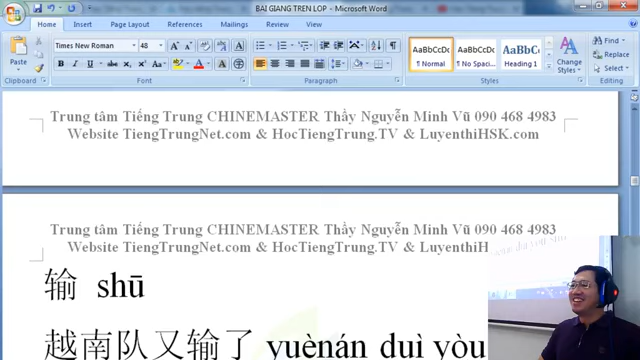 BAI GIANG TREN LOP - Microsoft Word
Home Insert Page Layout References Mailings Review View
Paste Times New Roman 48 AaBbCcDc AaBbCcDc AaBbCc Change Styles Find Replace Select
B I U ¶ Normal ¶ No Spaci... Heading 1
Clipboard Font Paragraph Styles Editing
Trung tâm Tiếng Trung CHINEMASTER Thầy Nguyễn Minh Vũ 090 468 4983
Website TiengTrungNet.com & HocTiengTrung.TV & LuyenthiHSK.com
Trung tâm Tiếng Trung CHINEMASTER Thầy Nguyễn Minh Vũ 090 468 4983
Website TiengTrungNet.com & HocTiengTrung.TV & LuyenthiH
输 shū
越南队又输了 yuènán duì yòu